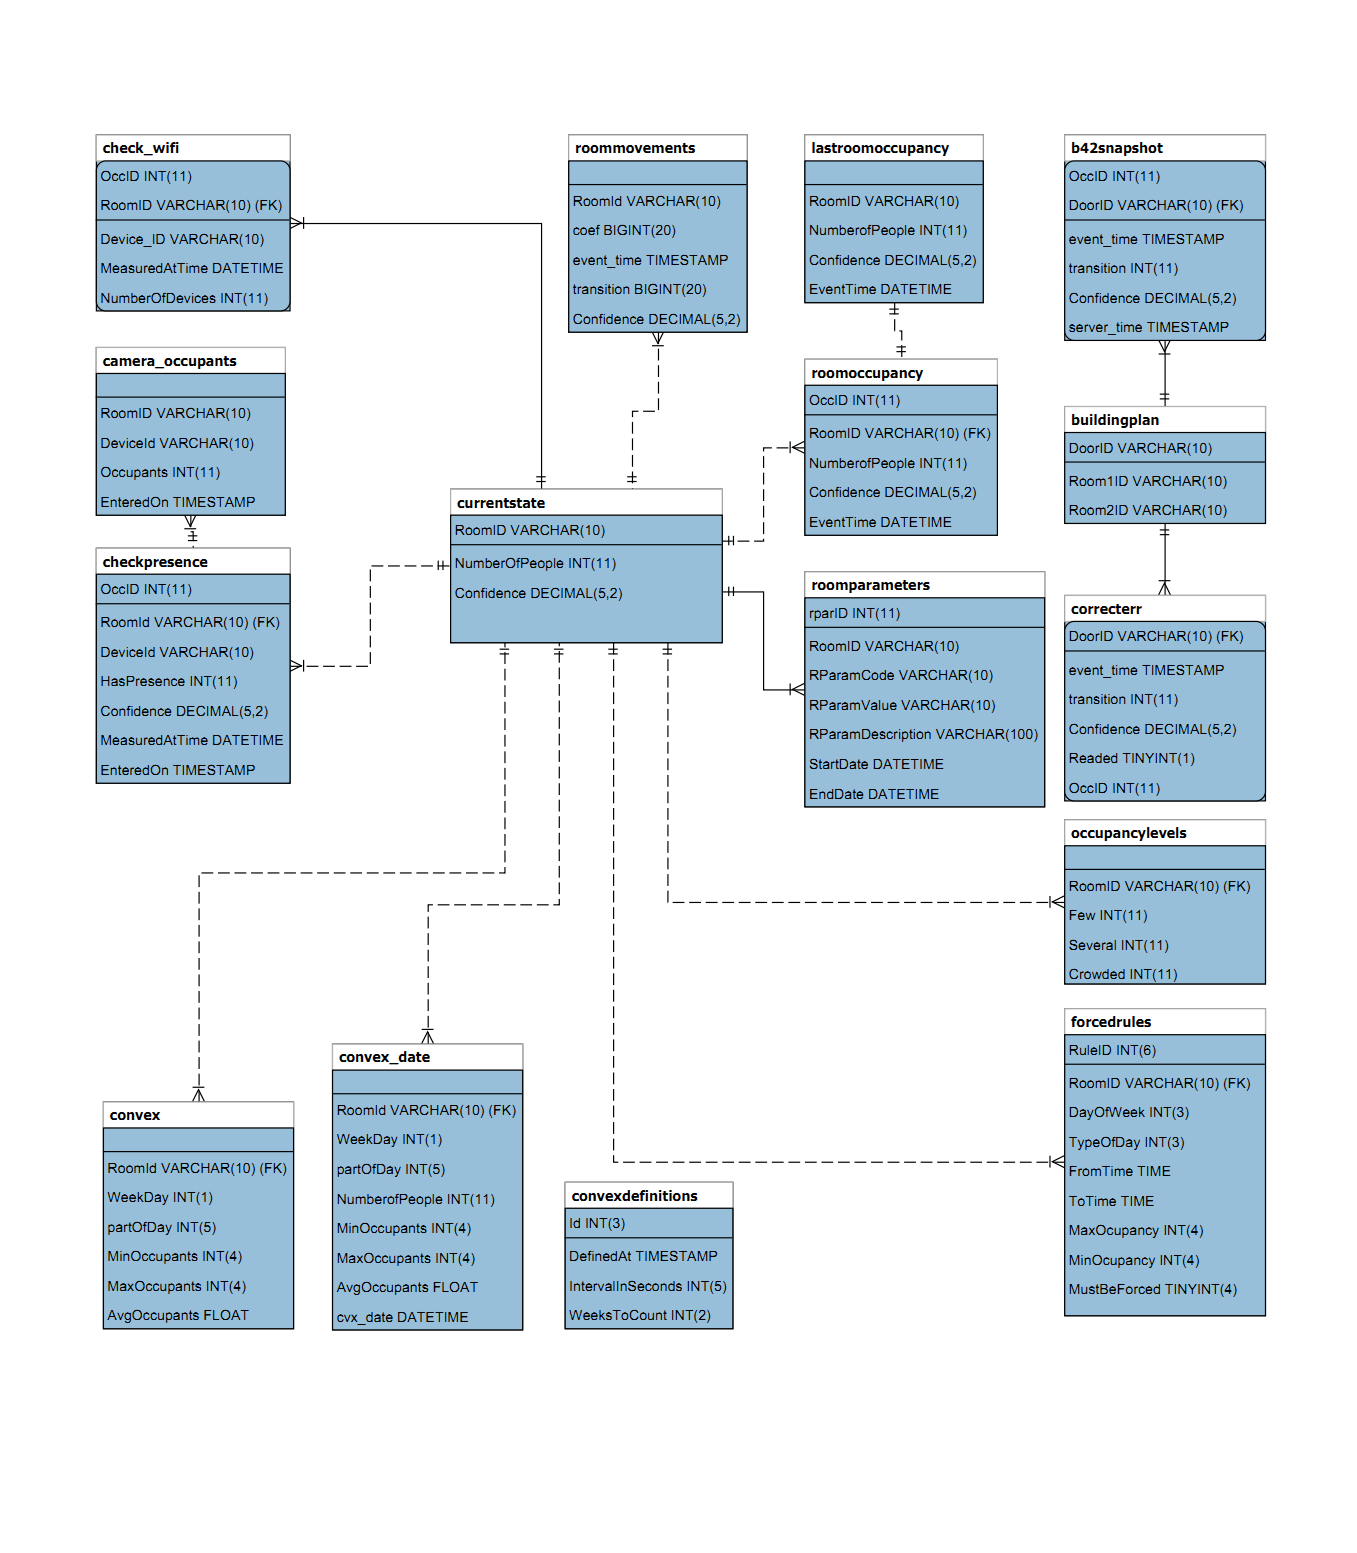 check_wifi
OccID INT(11)
RoomID VARCHAR(10) (FK)
Device_ID VARCHAR(10)
MeasuredAtTime DATETIME
NumberOfDevices INT(11)
roommovements
RoomId VARCHAR(10)
coef BIGINT(20)
event_time TIMESTAMP
transition BIGINT(20)
Confidence DECIMAL(5,2)
lastroomoccupancy
RoomID VARCHAR(10)
NumberofPeople INT(11)
Confidence DECIMAL(5,2)
EventTime DATETIME
b42snapshot
OccID INT(11)
DoorID VARCHAR(10) (FK)
event_time TIMESTAMP
transition INT(11)
Confidence DECIMAL(5,2)
server_time TIMESTAMP
camera_occupants
RoomID VARCHAR(10)
DeviceId VARCHAR(10)
Occupants INT(11)
EnteredOn TIMESTAMP
roomoccupancy
OccID INT(11)
RoomID VARCHAR(10) (FK)
NumberofPeople INT(11)
Confidence DECIMAL(5,2)
EventTime DATETIME
buildingplan
DoorID VARCHAR(10)
Room1ID VARCHAR(10)
Room2ID VARCHAR(10)
currentstate
RoomID VARCHAR(10)
NumberOfPeople INT(11)
Confidence DECIMAL(5,2)
checkpresence
OccID INT(11)
RoomId VARCHAR(10) (FK)
DeviceId VARCHAR(10)
HasPresence INT(11)
Confidence DECIMAL(5,2)
MeasuredAtTime DATETIME
EnteredOn TIMESTAMP
roomparameters
rparID INT(11)
RoomID VARCHAR(10)
RParamCode VARCHAR(10)
RParamValue VARCHAR(10)
RParamDescription VARCHAR(100)
StartDate DATETIME
EndDate DATETIME
correcterr
DoorID VARCHAR(10) (FK)
event_time TIMESTAMP
transition INT(11)
Confidence DECIMAL(5,2)
Readed TINYINT(1)
OccID INT(11)
occupancylevels
RoomID VARCHAR(10) (FK)
Few INT(11)
Several INT(11)
Crowded INT(11)
forcedrules
RuleID INT(6)
RoomID VARCHAR(10) (FK)
DayOfWeek INT(3)
TypeOfDay INT(3)
FromTime TIME
ToTime TIME
MaxOcupancy INT(4)
MinOcupancy INT(4)
MustBeForced TINYINT(4)
convex_date
RoomId VARCHAR(10) (FK)
WeekDay INT(1)
partOfDay INT(5)
NumberofPeople INT(11)
MinOccupants INT(4)
MaxOccupants INT(4)
AvgOccupants FLOAT
cvx_date DATETIME
convex
RoomId VARCHAR(10) (FK)
WeekDay INT(1)
partOfDay INT(5)
MinOccupants INT(4)
MaxOccupants INT(4)
AvgOccupants FLOAT
convexdefinitions
Id INT(3)
DefinedAt TIMESTAMP
IntervalInSeconds INT(5)
WeeksToCount INT(2)